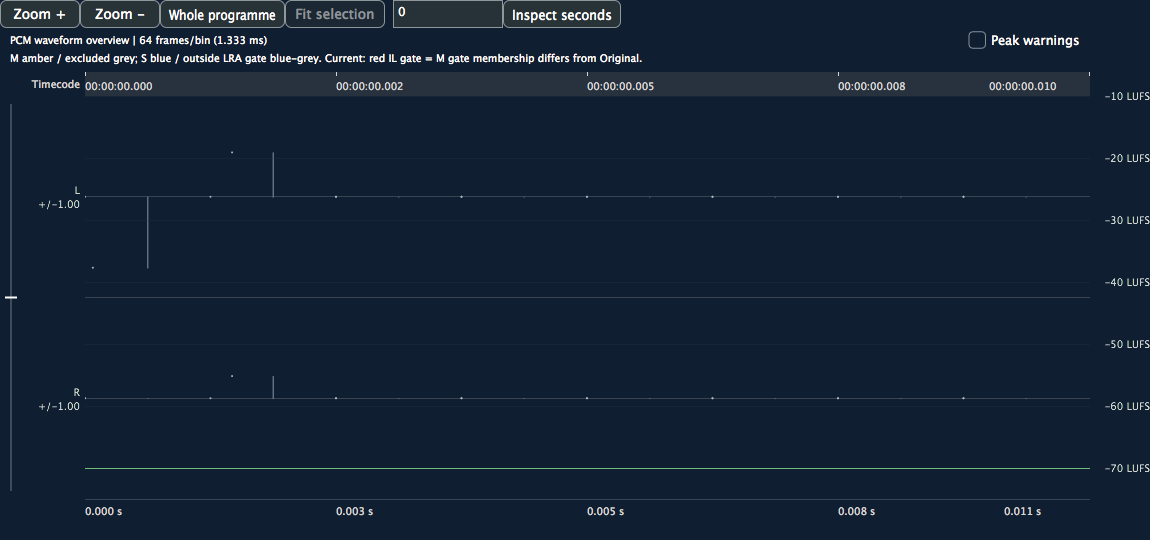 Zoom + Zoom – Whole programme Fit selection 0 Inspect seconds
PCM waveform overview | 64 frames/bin (1.333 ms)
Peak warnings
M amber / excluded grey; S blue / outside LRA gate blue-grey. Current: red IL gate = M gate membership differs from Original.
Timecode 00:00:00.000 00:00:00.002 00:00:00.005 00:00:00.008 00:00:00.010
-10 LUFS
-20 LUFS
L
+/-1.00
-30 LUFS
-40 LUFS
-50 LUFS
R
+/-1.00
-60 LUFS
-70 LUFS
0.000 s 0.003 s 0.005 s 0.008 s 0.011 s